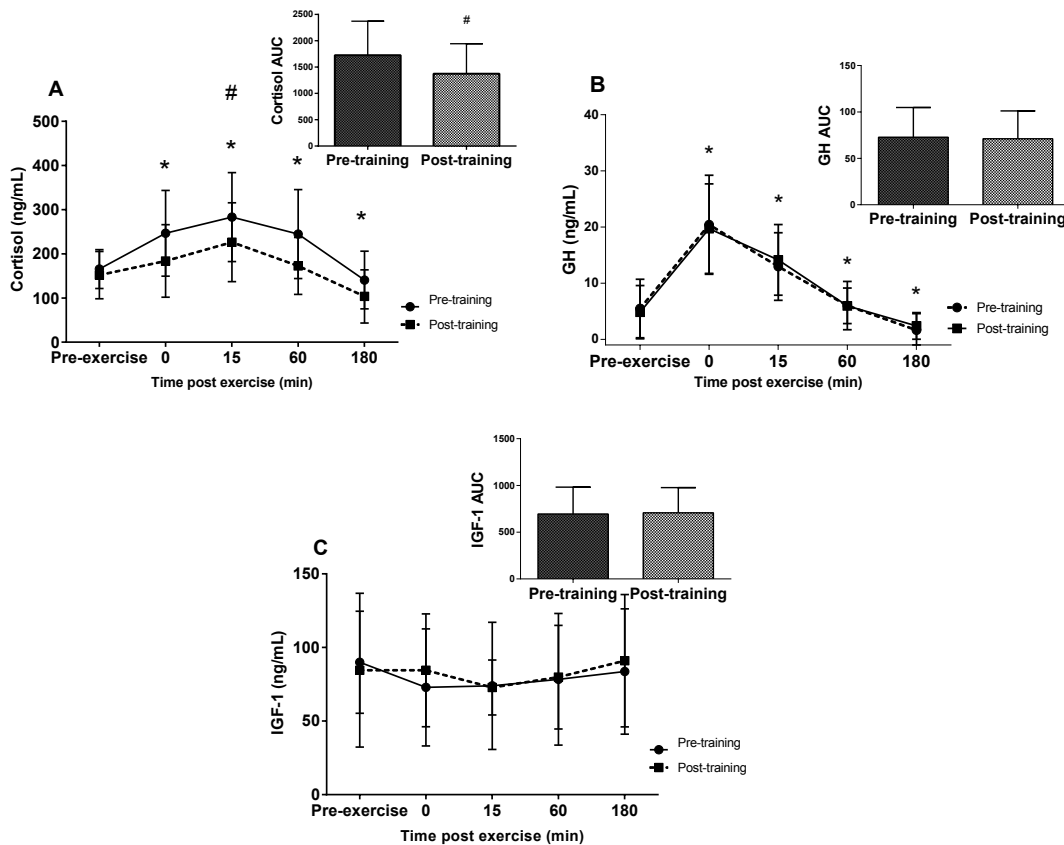 A
#
Cortisol (ng/mL)
500
400
300
200
100
0
*
*
*
*
Pre-exercise 0 15 60 180
Time post exercise (min)
Pre-training
Post-training
Cortisol AUC
2500
2000
1500
1000
500
0
#
Pre-training Post-training
B
GH (ng/mL)
40
30
20
10
0
*
*
*
*
Pre-exercise 0 15 60 180
Time post exercise (min)
Pre-training
Post-training
GH AUC
150
100
50
0
Pre-training Post-training
C
IGF-1 (ng/mL)
150
100
50
0
Pre-exercise 0 15 60 180
Time post exercise (min)
Pre-training
Post-training
IGF-1 AUC
1500
1000
500
0
Pre-training Post-training